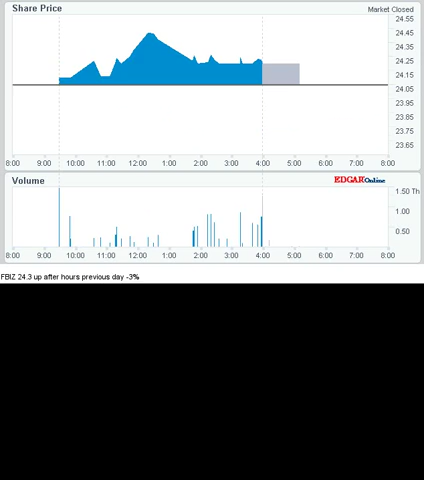 Share Price Market Closed
24.55
24.45
24.35
24.25
24.15
24.05
23.95
23.85
23.75
23.65
8:00 9:00 10:00 11:00 12:00 1:00 2:00 3:00 4:00 5:00 6:00 7:00 8:00
Volume EDGAR Online
1.50 Th
1.00
0.50
8:00 9:00 10:00 11:00 12:00 1:00 2:00 3:00 4:00 5:00 6:00 7:00 8:00
FBIZ 24.3 up after hours previous day -3%